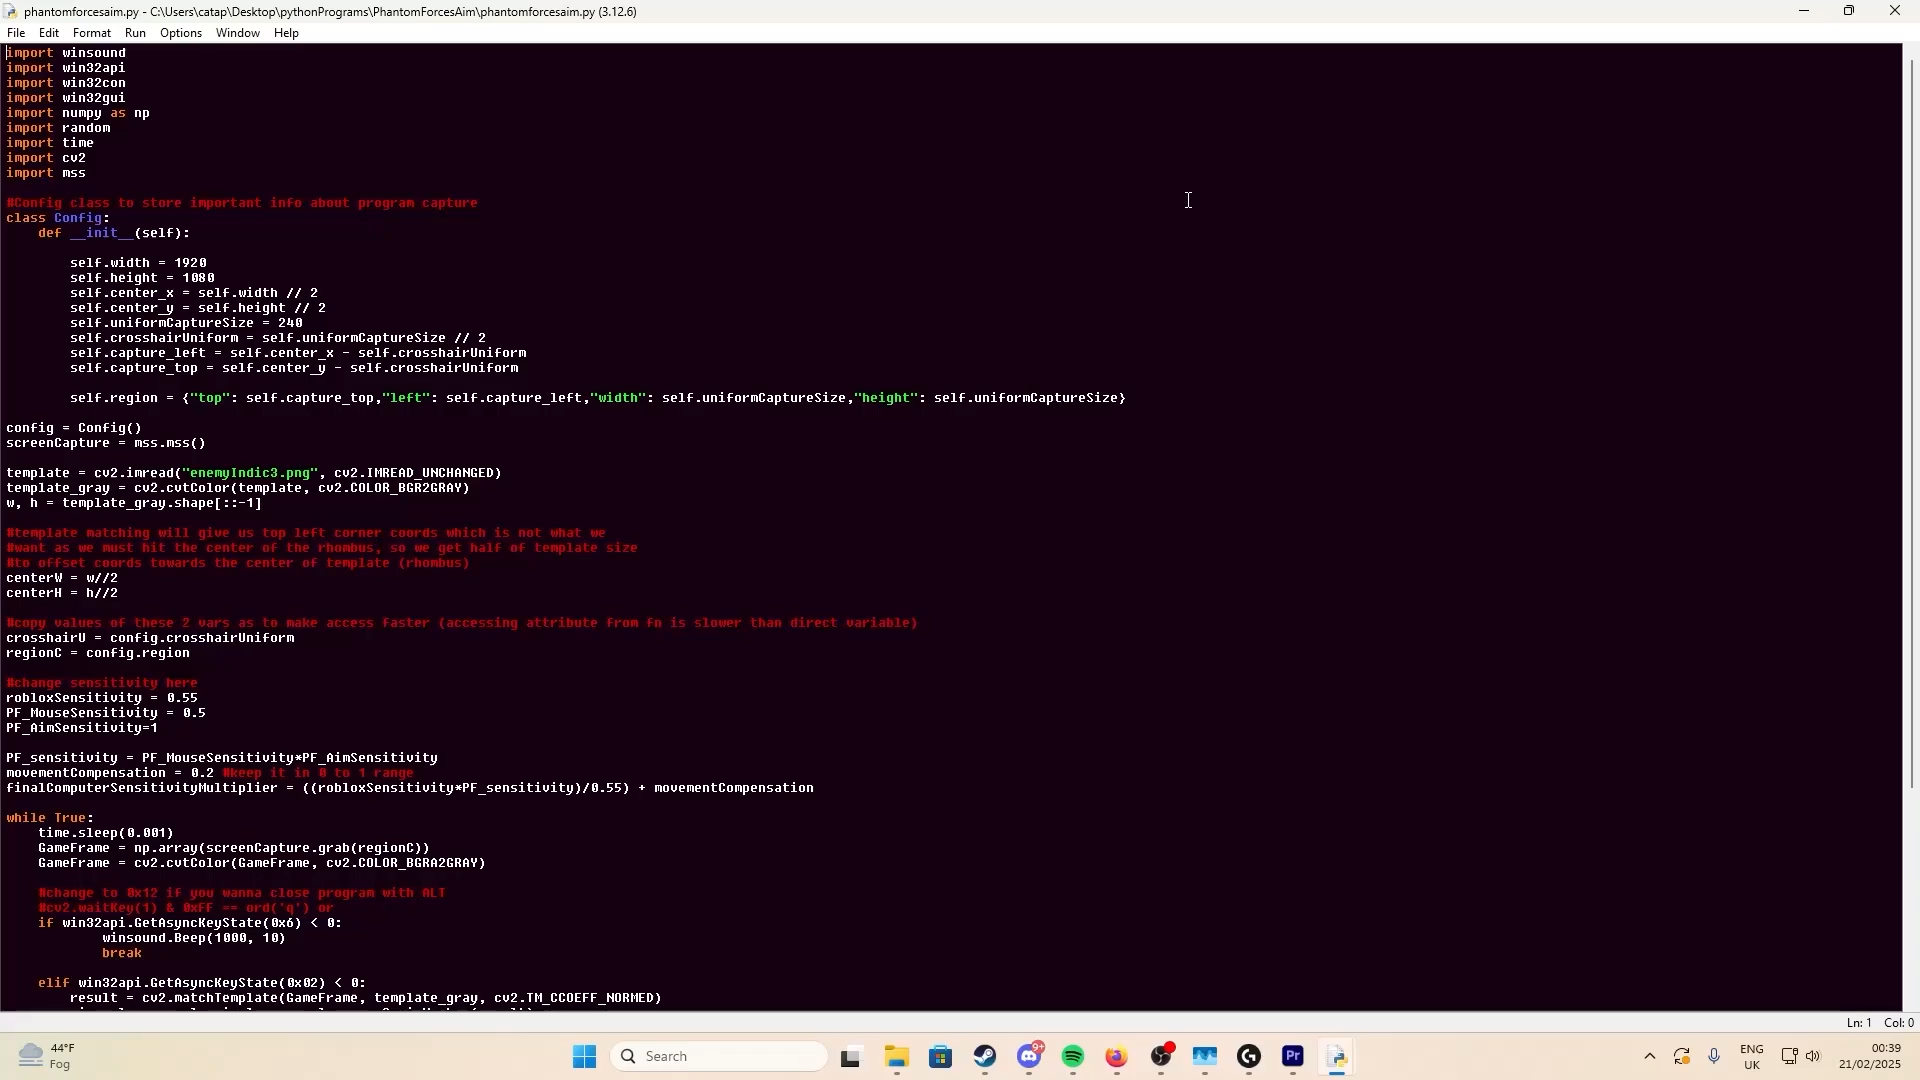 phantomforcesaim.py - C:\Users\catap\Desktop\pythonPrograms\PhantomForcesAim\phantomforcesaim.py (3.12.6)
File Edit Format Run Options Window Help
import winsound
import win32api
import win32con
import win32gui
import numpy as np
import random
import time
import cv2
import mss
#Config class to store important info about program capture
class Config:
def __init__(self):
self.width = 1920
self.height = 1080
self.center_x = self.width // 2
self.center_y = self.height // 2
self.uniformCaptureSize = 240
self.crosshairUniform = self.uniformCaptureSize // 2
self.capture_left = self.center_x - self.crosshairUniform
self.capture_top = self.center_y - self.crosshairUniform
self.region = {"top": self.capture_top,"left": self.capture_left,"width": self.uniformCaptureSize,"height": self.uniformCaptureSize}
config = Config()
screenCapture = mss.mss()
template = cv2.imread("enemyIndic3.png", cv2.IMREAD_UNCHANGED)
template_gray = cv2.cvtColor(template, cv2.COLOR_BGR2GRAY)
w, h = template_gray.shape[::-1]
#template matching will give us top left corner coords which is not what we
#want as we must hit the center of the rhombus, so we get half of template size
#to offset coords towards the center of template (rhombus)
centerW = w//2
centerH = h//2
#copy values of these 2 vars as to make access faster (accessing attribute from fn is slower than direct variable)
crosshairU = config.crosshairUniform
regionC = config.region
#change sensitivity here
robloxSensitivity = 0.55
PF_MouseSensitivity = 0.5
PF_AimSensitivity=1
PF_sensitivity = PF_MouseSensitivity*PF_AimSensitivity
movementCompensation = 0.2 #keep it in 0 to 1 range
finalComputerSensitivityMultiplier = ((robloxSensitivity*PF_sensitivity)/0.55) + movementCompensation
while True:
time.sleep(0.001)
GameFrame = np.array(screenCapture.grab(regionC))
GameFrame = cv2.cvtColor(GameFrame, cv2.COLOR_BGRA2GRAY)
#change to 0x12 if you wanna close program with ALT
#cv2.waitKey(1) & 0xFF == ord('q') or
if win32api.GetAsyncKeyState(0x6) < 0:
winsound.Beep(1000, 10)
break
elif win32api.GetAsyncKeyState(0x02) < 0:
result = cv2.matchTemplate(GameFrame, template_gray, cv2.TM_CCOEFF_NORMED)
Ln: 1 Col: 0
44°F
Fog
Search
9+
Pr
ENG
UK
00:39
21/02/2025